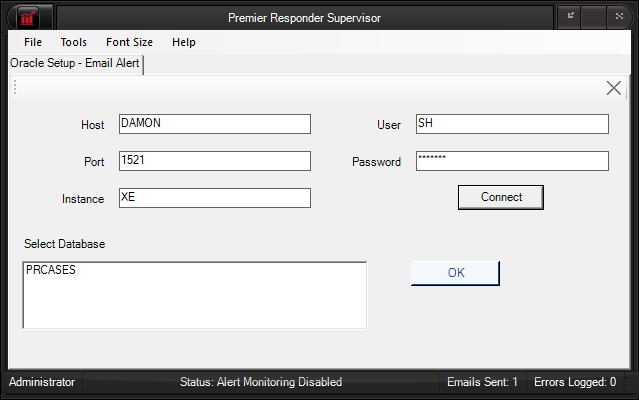 Premier Responder Supervisor
File Tools Font Size Help
Oracle Setup - Email Alert
Host DAMON User SH
Port 1521 Password *******
Instance XE Connect
Select Database
PRCASES
OK
Administrator Status: Alert Monitoring Disabled Emails Sent: 1 Errors Logged: 0